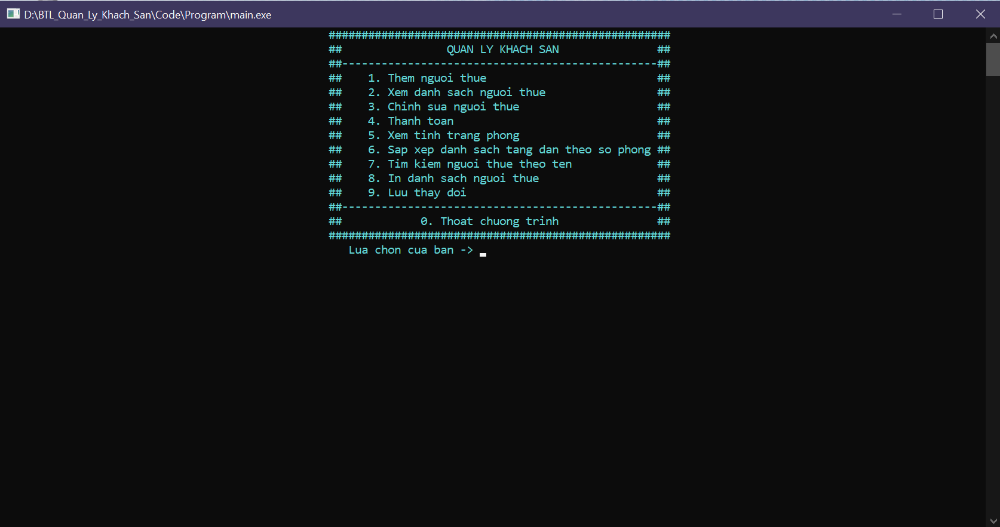 D:\BTL_Quan_Ly_Khach_San\Code\Program\main.exe
####################################################
##                QUAN LY KHACH SAN               ##
##------------------------------------------------##
##    1. Them nguoi thue                          ##
##    2. Xem danh sach nguoi thue                 ##
##    3. Chinh sua nguoi thue                     ##
##    4. Thanh toan                               ##
##    5. Xem tinh trang phong                     ##
##    6. Sap xep danh sach tang dan theo so phong ##
##    7. Tim kiem nguoi thue theo ten             ##
##    8. In danh sach nguoi thue                  ##
##    9. Luu thay doi                             ##
##------------------------------------------------##
##            0. Thoat chuong trinh               ##
####################################################
   Lua chon cua ban ->